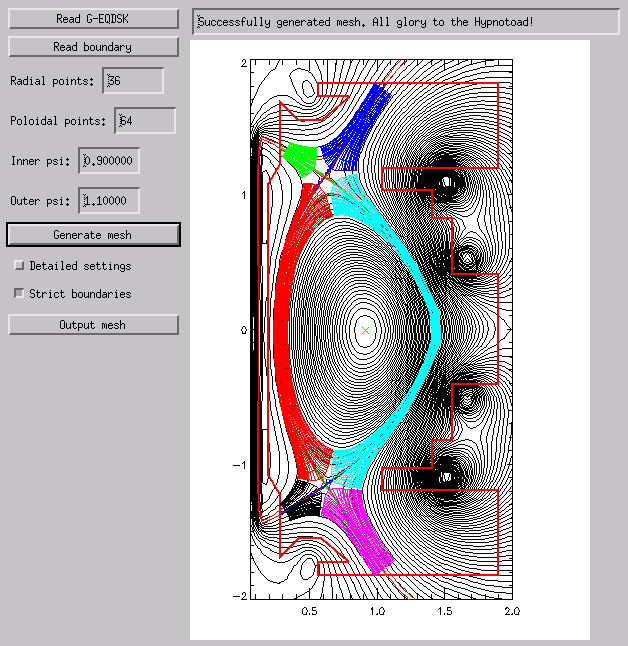 Read G-EQDSK
Read boundary
Radial points: 36
Poloidal points: 64
Inner psi: 0.900000
Outer psi: 1.10000
Generate mesh
Detailed settings
Strict boundaries
Output mesh
Successfully generated mesh. All glory to the Hypnotoad!
2
1
0
-1
-2
0.5 1.0 1.5 2.0